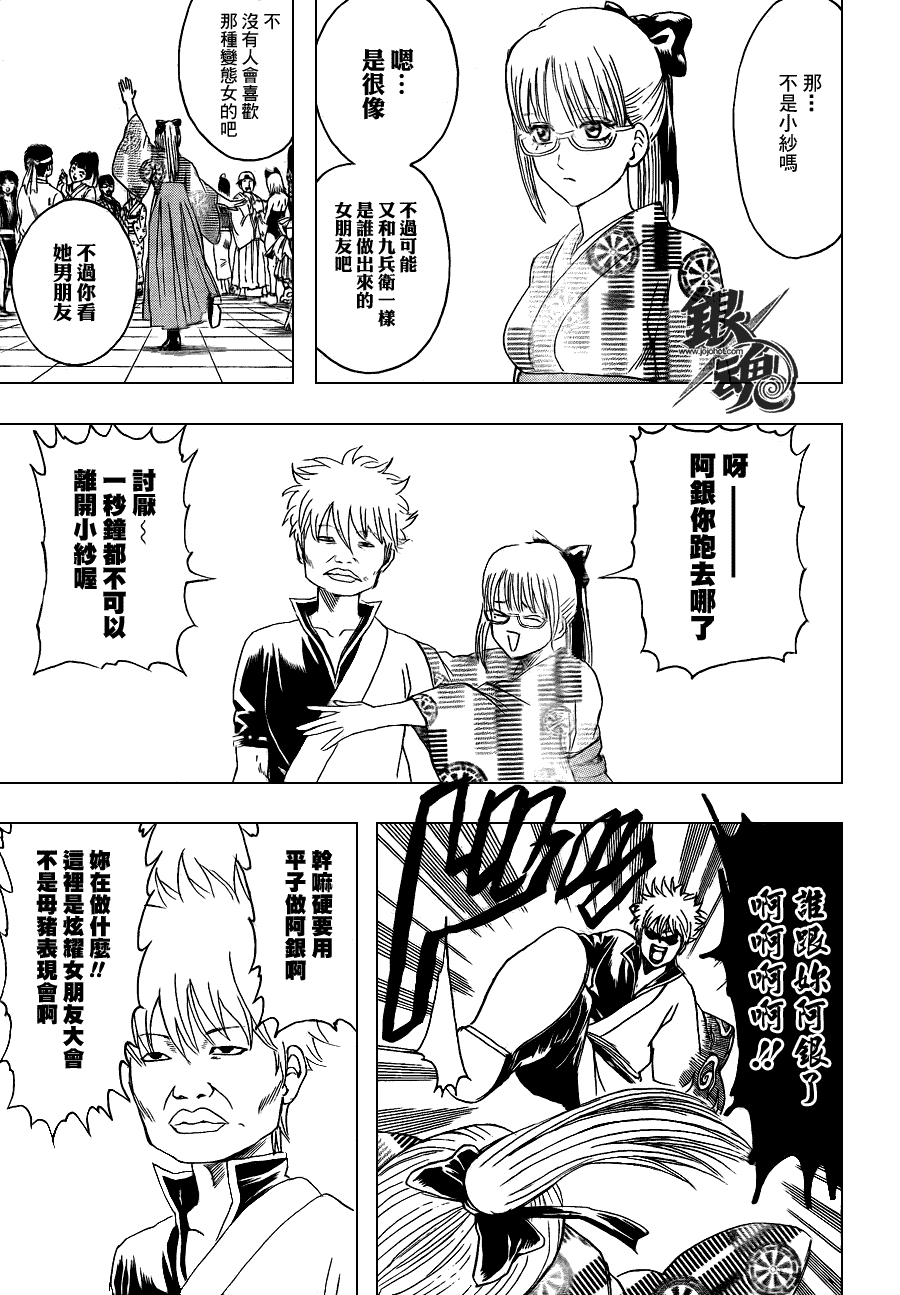 那…
不是小紗嗎
嗯…
是很像
不過可能
又和九兵衛一樣
是誰做出來的
女朋友吧
銀魂
www.jojohot.com
不
沒有人會喜歡
那種變態女的吧
不過你看
她男朋友
呀——
阿銀你跑去哪了
討厭～
一秒鐘都不可以
離開小紗喔
誰跟妳阿銀了
啊啊啊啊!!
幹嘛硬要用
平子做阿銀啊
妳在做什麼!!
這裡是炫耀女朋友大會
不是母豬表現會啊